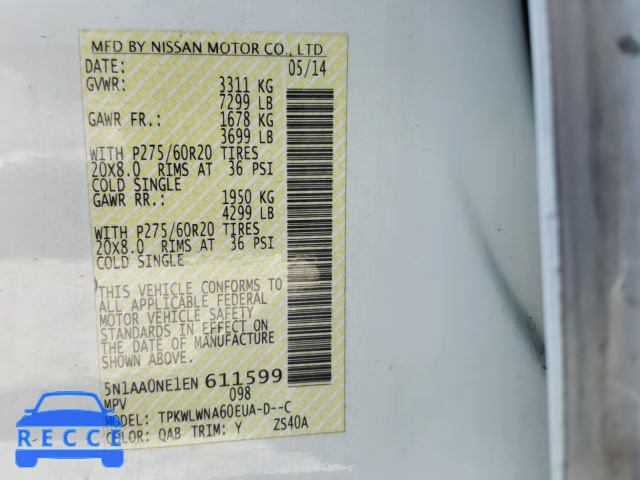 MFD BY NISSAN MOTOR CO., LTD
DATE: 05/14
GVWR: 3311 KG
7299 LB
GAWR FR.: 1678 KG
3699 LB
WITH P275/60R20 TIRES
20X8.0 RIMS AT 36 PSI
COLD SINGLE
GAWR RR.: 1950 KG
4299 LB
WITH P275/60R20 TIRES
20X8.0 RIMS AT 36 PSI
COLD SINGLE
THIS VEHICLE CONFORMS TO
ALL APPLICABLE FEDERAL
MOTOR VEHICLE SAFETY
STANDARDS IN EFFECT ON
THE DATE OF MANUFACTURE
SHOWN ABOVE.
5N1AA0NE1EN 611599
MPV 098
MODEL: TPKWLWNA60EUA-D--C
COLOR: QAB TRIM: Y ZS40A
RECUA